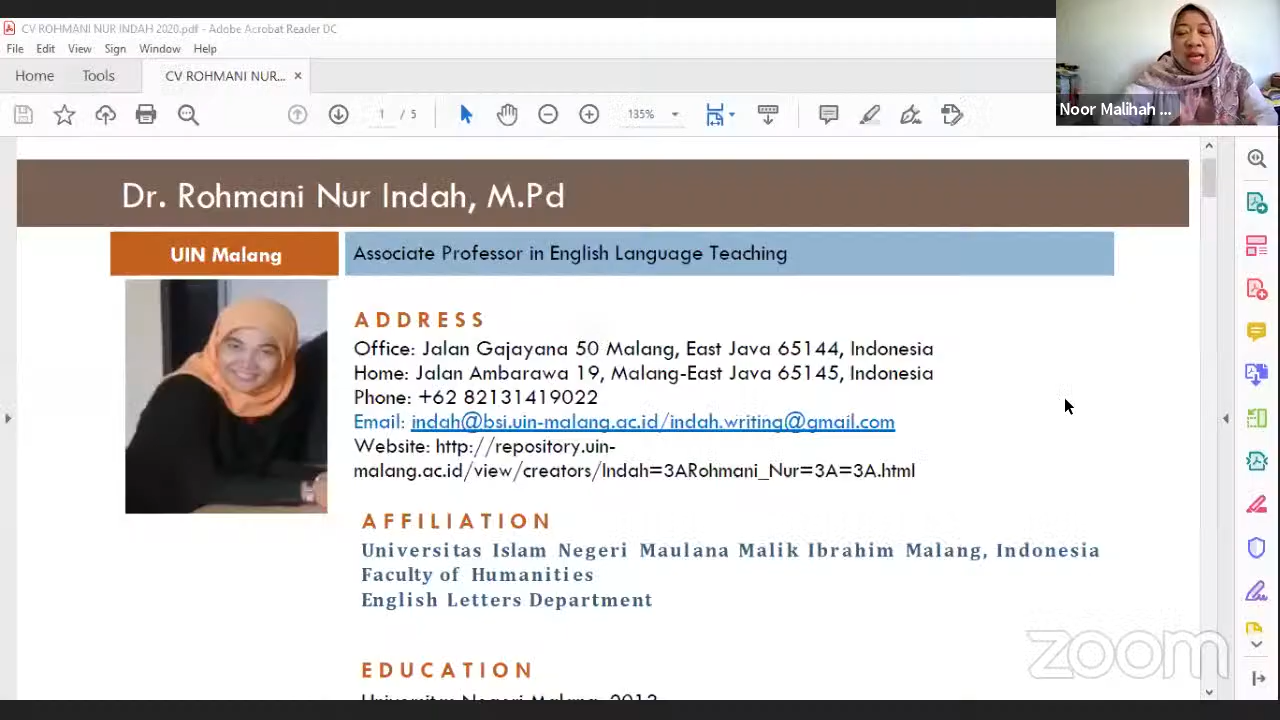 CV ROHMANI NUR INDAH 2020.pdf - Adobe Acrobat Reader DC
File Edit View Sign Window Help
Home Tools CV ROHMANI NUR... ×
1 / 5 135%
Noor Malihah ...
Dr. Rohmani Nur Indah, M.Pd
UIN Malang
Associate Professor in English Language Teaching
ADDRESS
Office: Jalan Gajayana 50 Malang, East Java 65144, Indonesia
Home: Jalan Ambarawa 19, Malang-East Java 65145, Indonesia
Phone: +62 82131419022
Email: indah@bsi.uin-malang.ac.id/indah.writing@gmail.com
Website: http://repository.uin-
malang.ac.id/view/creators/Indah=3ARohmani_Nur=3A=3A.html
AFFILIATION
Universitas Islam Negeri Maulana Malik Ibrahim Malang, Indonesia
Faculty of Humanities
English Letters Department
EDUCATION
zoom